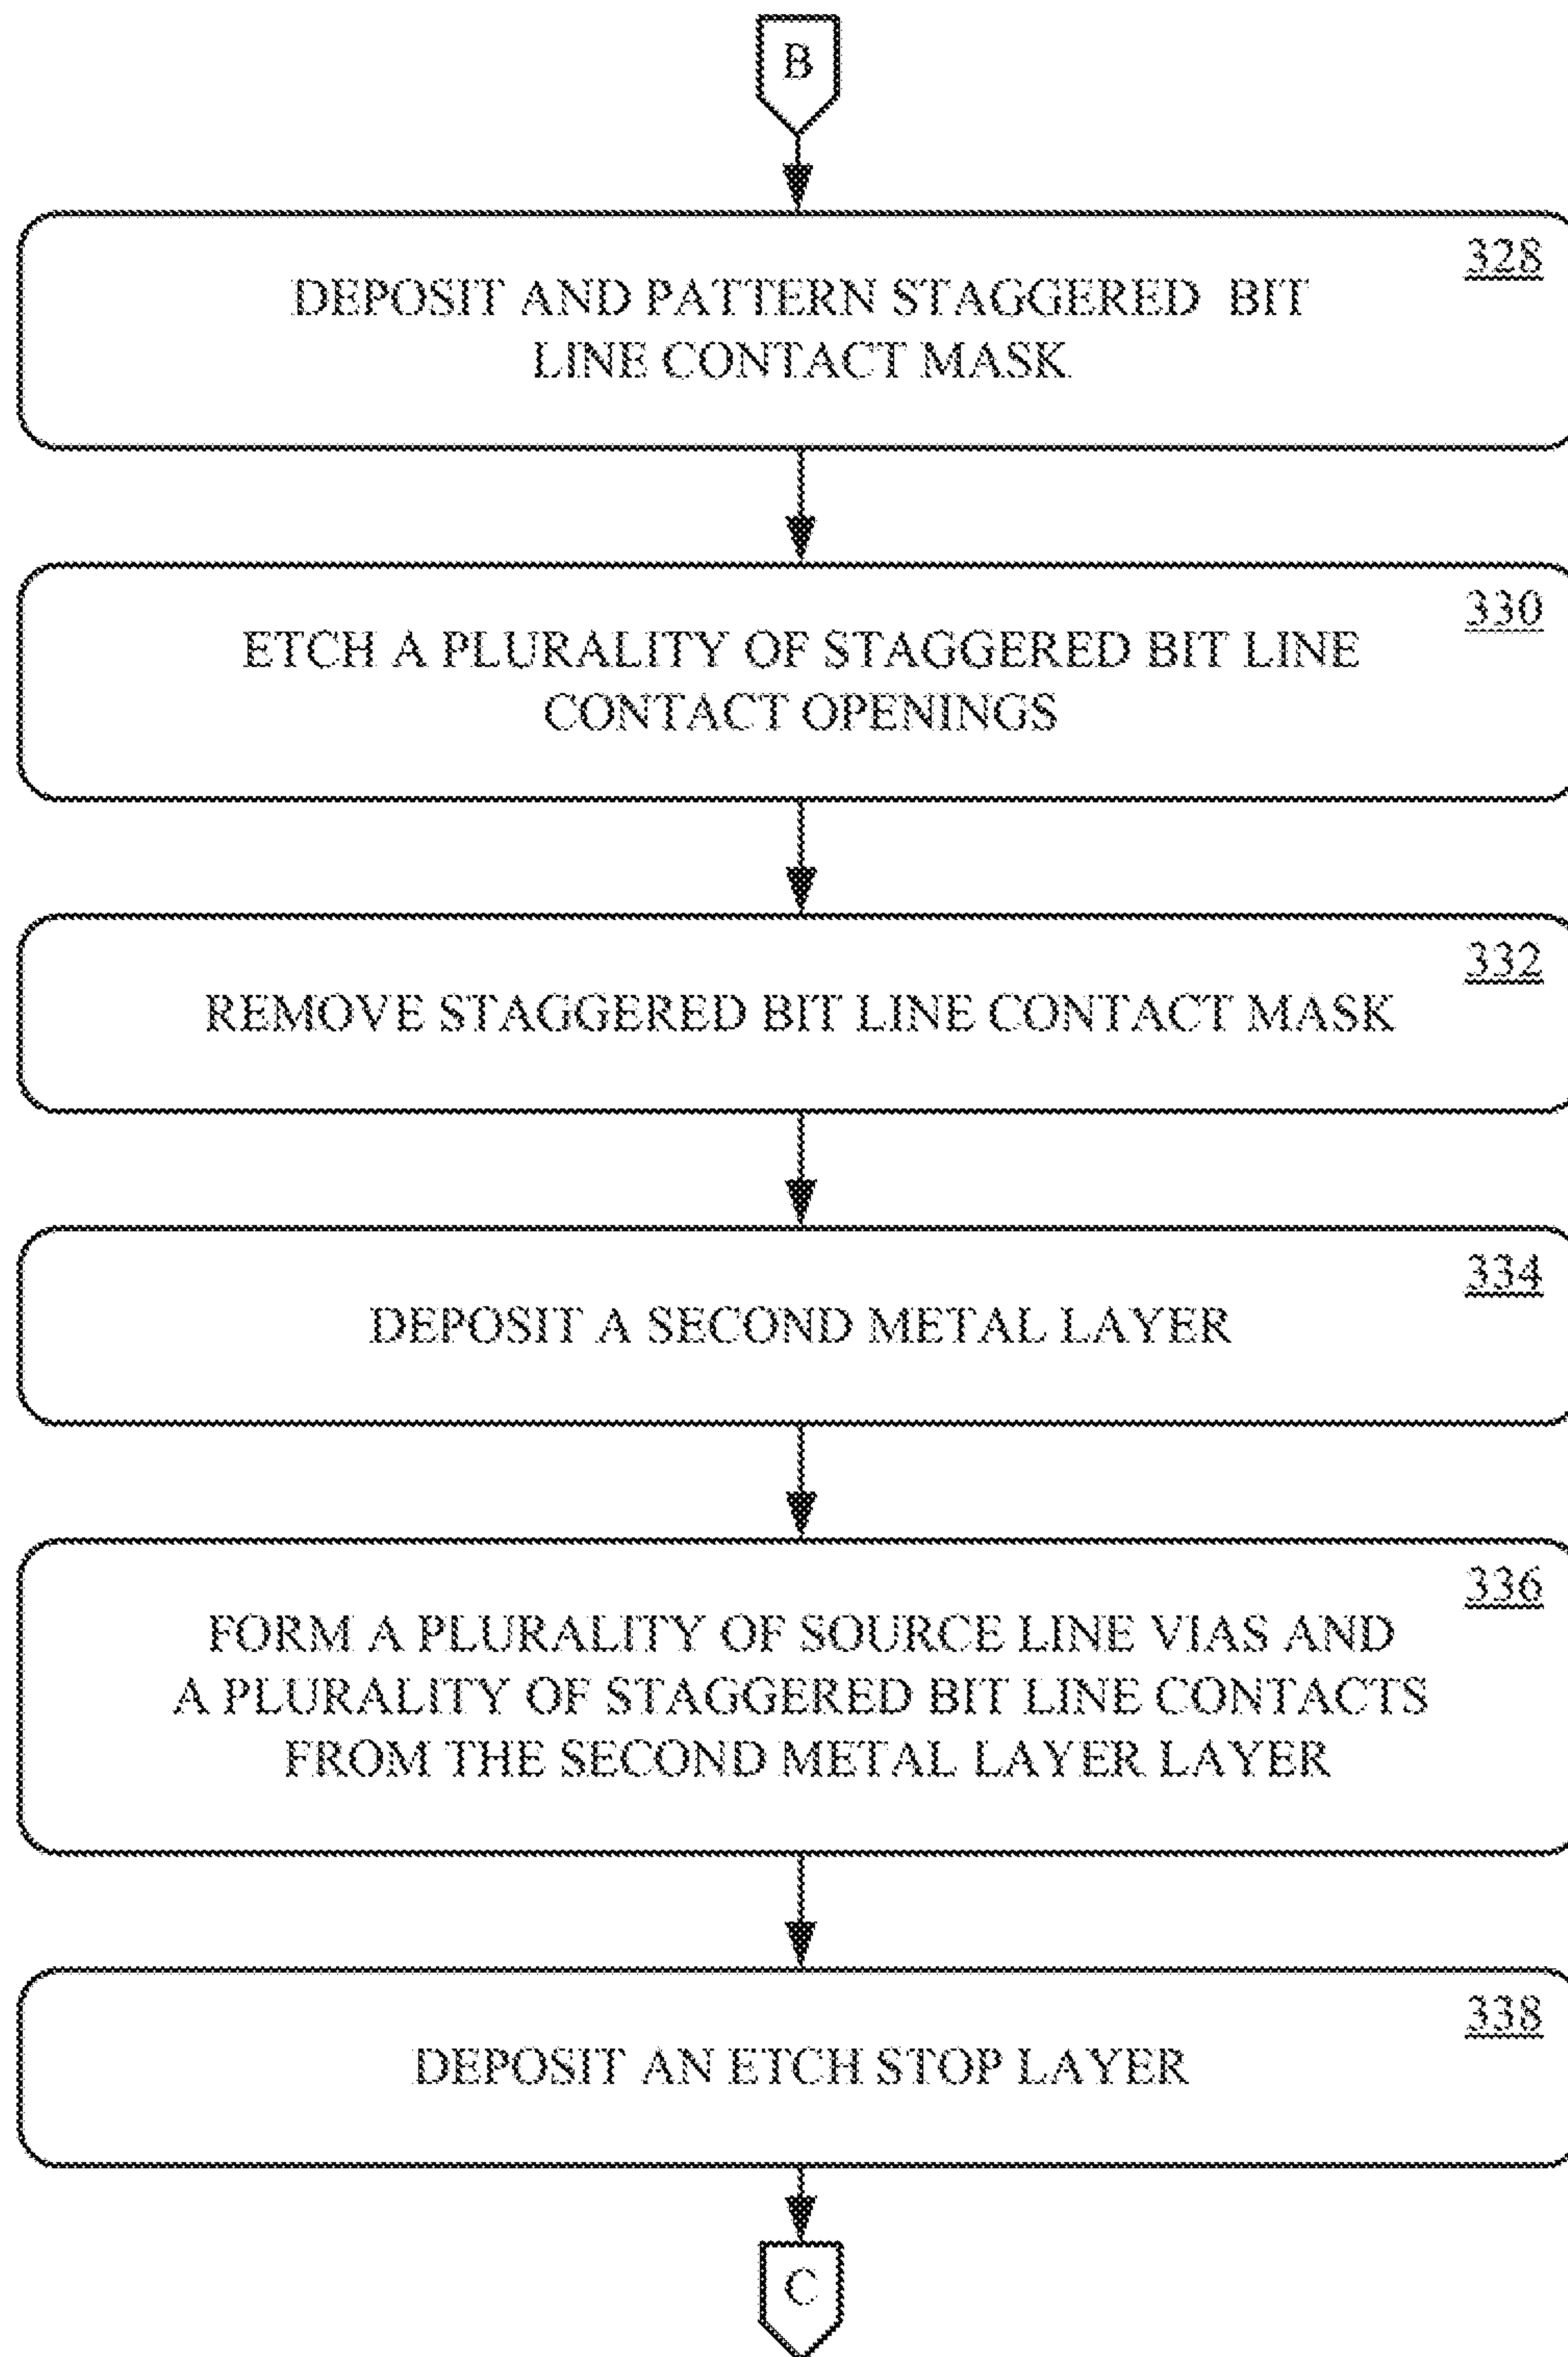 B
328
DEPOSIT AND PATTERN STAGGERED BIT
LINE CONTACT MASK
330
ETCH A PLURALITY OF STAGGERED BIT LINE
CONTACT OPENINGS
332
REMOVE STAGGERED BIT LINE CONTACT MASK
334
DEPOSIT A SECOND METAL LAYER
336
FORM A PLURALITY OF SOURCE LINE VIAS AND
A PLURALITY OF STAGGERED BIT LINE CONTACTS
FROM THE SECOND METAL LAYER LAYER
338
DEPOSIT AN ETCH STOP LAYER
C